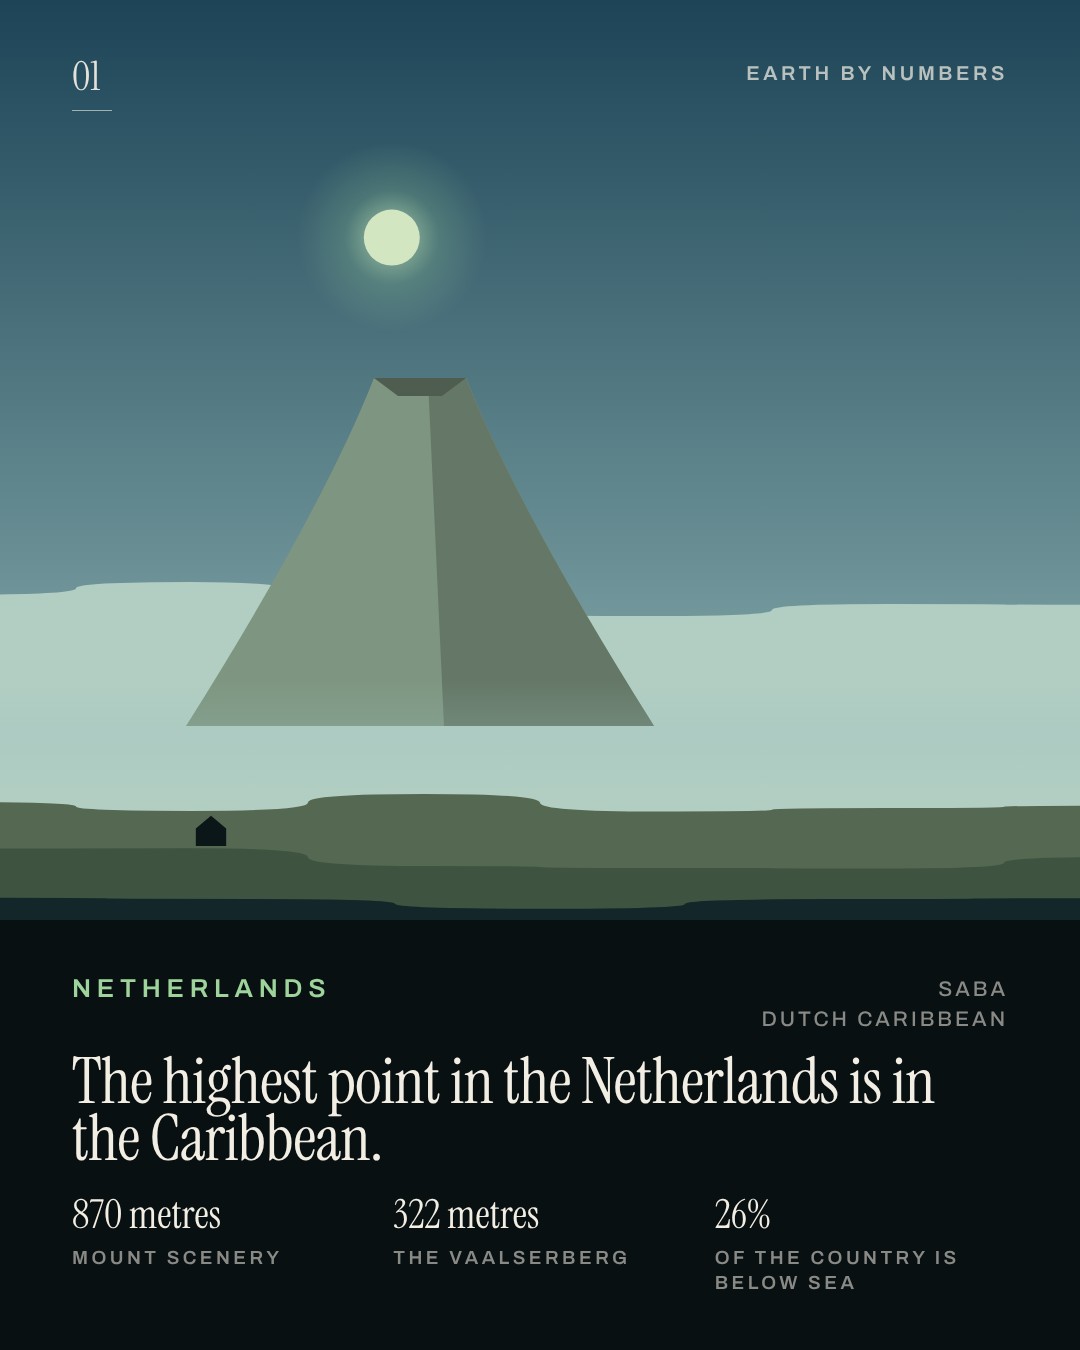 01
EARTH BY NUMBERS
NETHERLANDS
SABA
DUTCH CARIBBEAN
The highest point in the Netherlands is in
the Caribbean.
870 metres
MOUNT SCENERY
322 metres
THE VAALSERBERG
26%
OF THE COUNTRY IS
BELOW SEA